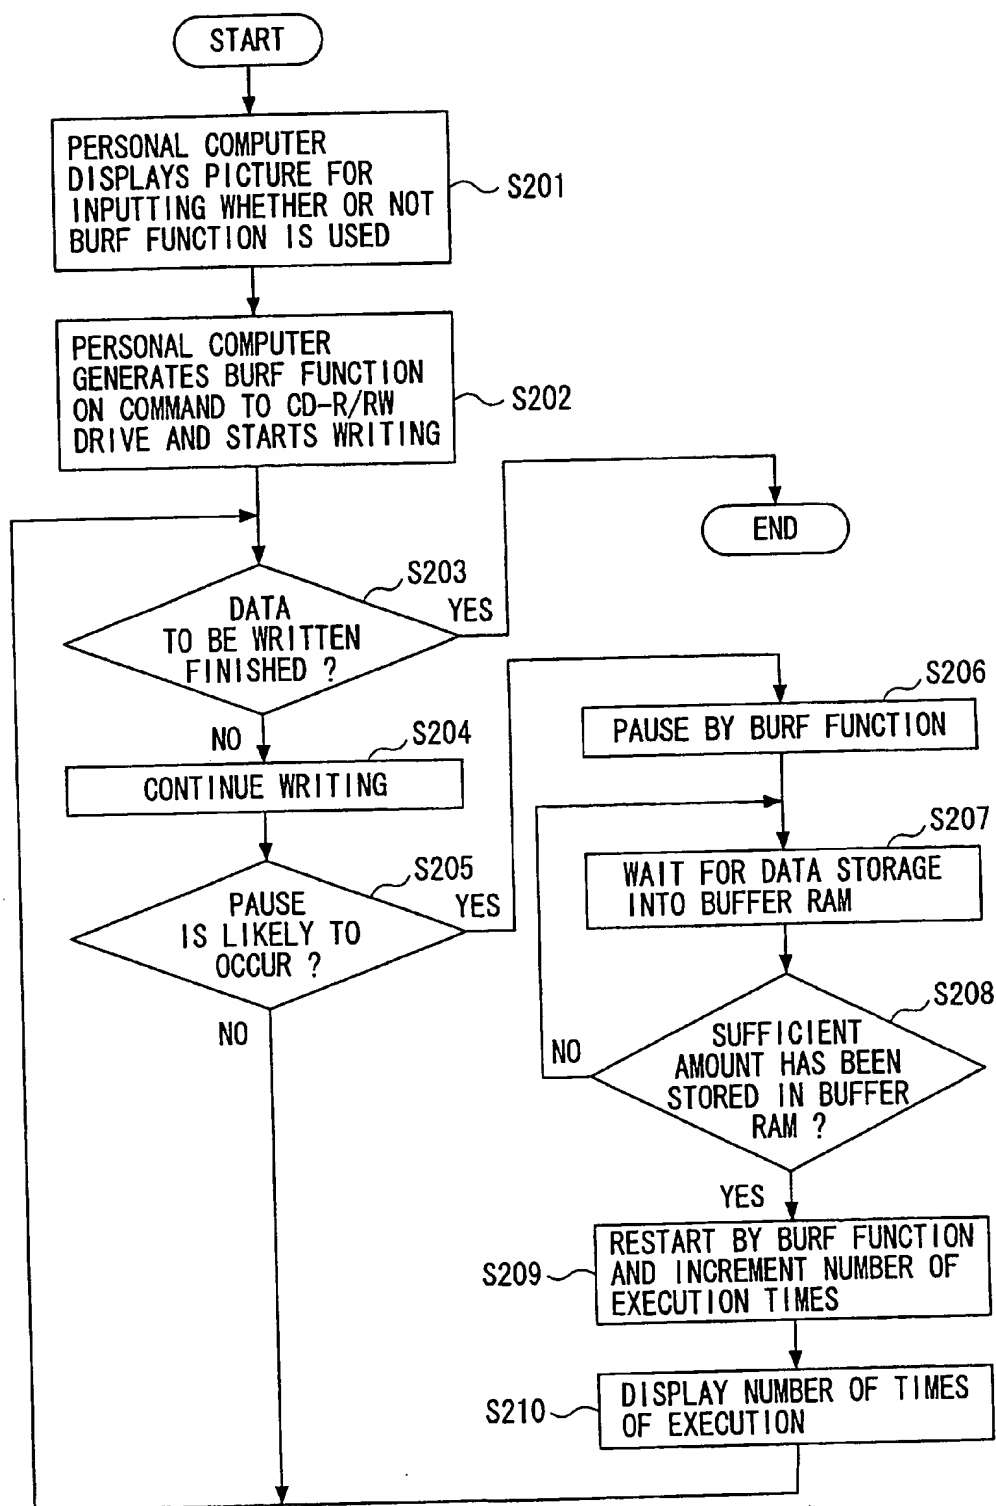 START
PERSONAL COMPUTER
DISPLAYS PICTURE FOR
INPUTTING WHETHER OR NOT
BURF FUNCTION IS USED
S201
PERSONAL COMPUTER
GENERATES BURF FUNCTION
ON COMMAND TO CD-R/RW
DRIVE AND STARTS WRITING
S202
END
S203
DATA
TO BE WRITTEN
FINISHED ?
YES
NO
S204
CONTINUE WRITING
S205
PAUSE
IS LIKELY TO
OCCUR ?
YES
NO
S206
PAUSE BY BURF FUNCTION
S207
WAIT FOR DATA STORAGE
INTO BUFFER RAM
S208
SUFFICIENT
AMOUNT HAS BEEN
STORED IN BUFFER
RAM ?
NO
YES
S209
RESTART BY BURF FUNCTION
AND INCREMENT NUMBER OF
EXECUTION TIMES
S210
DISPLAY NUMBER OF TIMES
OF EXECUTION